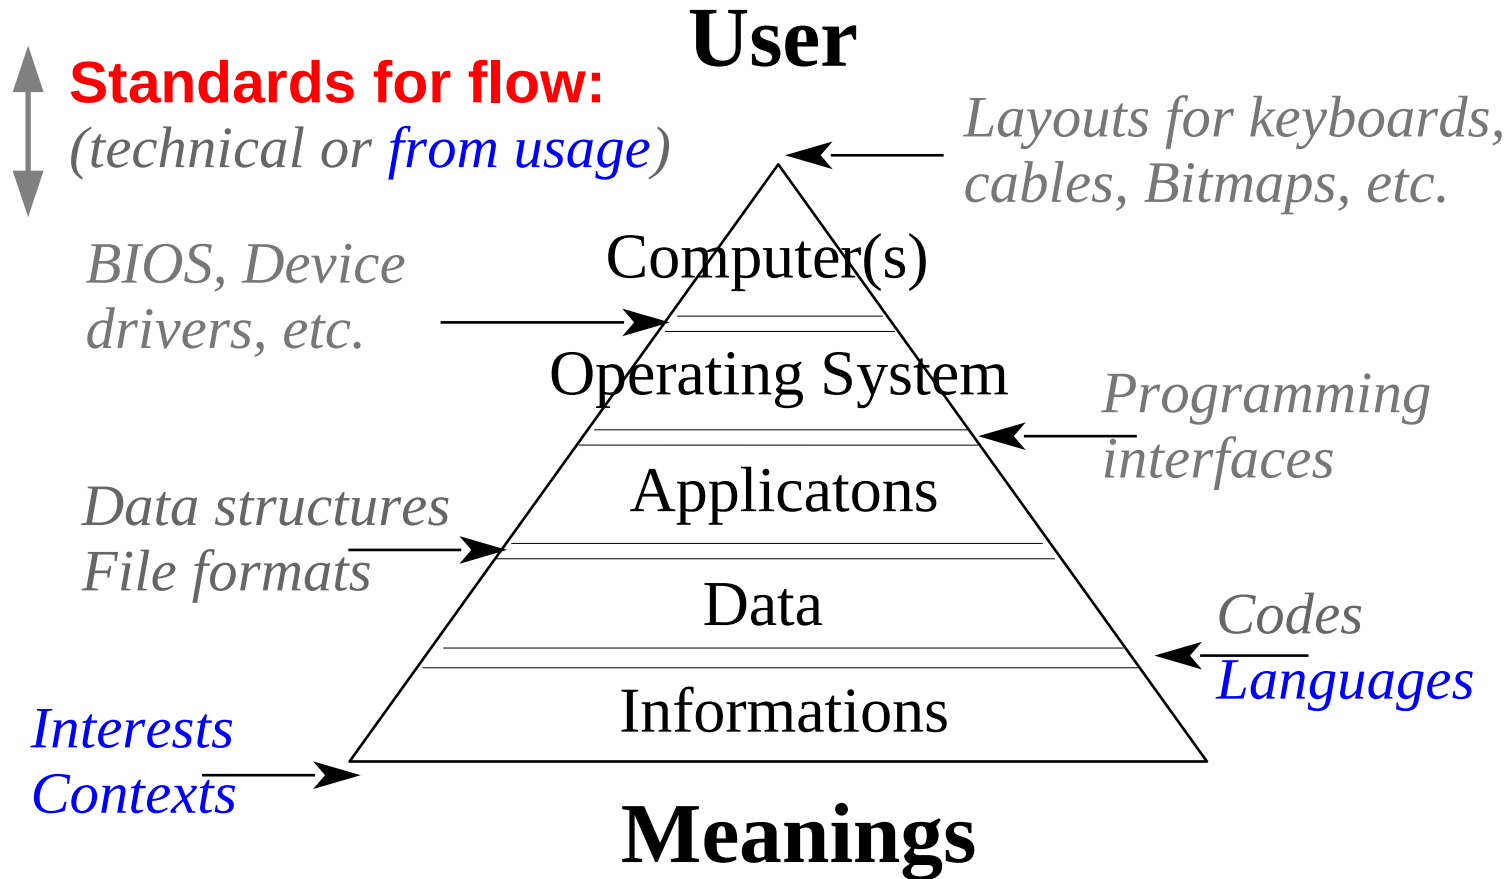 User
Standards for flow:
(technical or from usage)
Layouts for keyboards,
cables, Bitmaps, etc.
BIOS, Device
drivers, etc.
Computer(s)
Operating System
Programming
interfaces
Applicatons
Data structures
File formats
Data
Codes
Languages
Informations
Interests
Contexts
Meanings